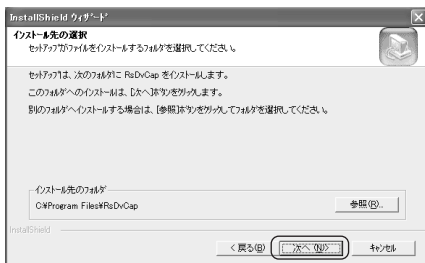 InstallShield ウィザード
インストール先の選択
セットアップがファイルをインストールするフォルダを選択してください。
セットアップは、次のフォルダに RsDvCap をインストールします。
このフォルダへのインストールは、[次へ]ボタンをクリックします。
別のフォルダへインストールする場合は、[参照]ボタンをクリックしてフォルダを選択してください。
インストール先のフォルダ
C:¥Program Files¥RsDvCap
参照(R)...
InstallShield
< 戻る(B)
次へ (N)>
キャンセル